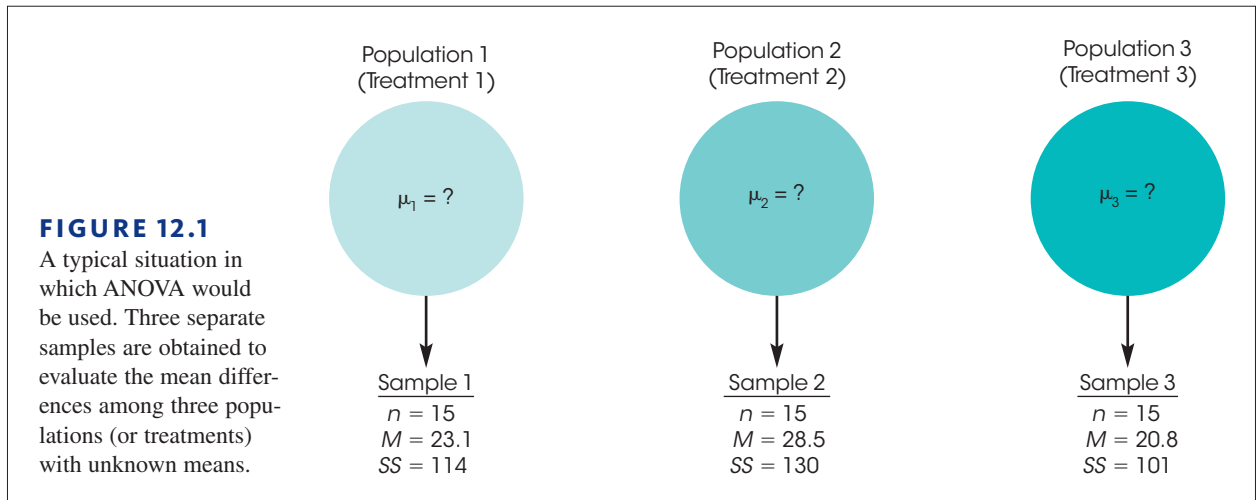 Population 1
(Treatment 1)
μ₁ = ?
Sample 1
n = 15
M = 23.1
SS = 114
Population 2
(Treatment 2)
μ₂ = ?
Sample 2
n = 15
M = 28.5
SS = 130
Population 3
(Treatment 3)
μ₃ = ?
Sample 3
n = 15
M = 20.8
SS = 101
FIGURE 12.1
A typical situation in
which ANOVA would
be used. Three separate
samples are obtained to
evaluate the mean differ-
ences among three popu-
lations (or treatments)
with unknown means.